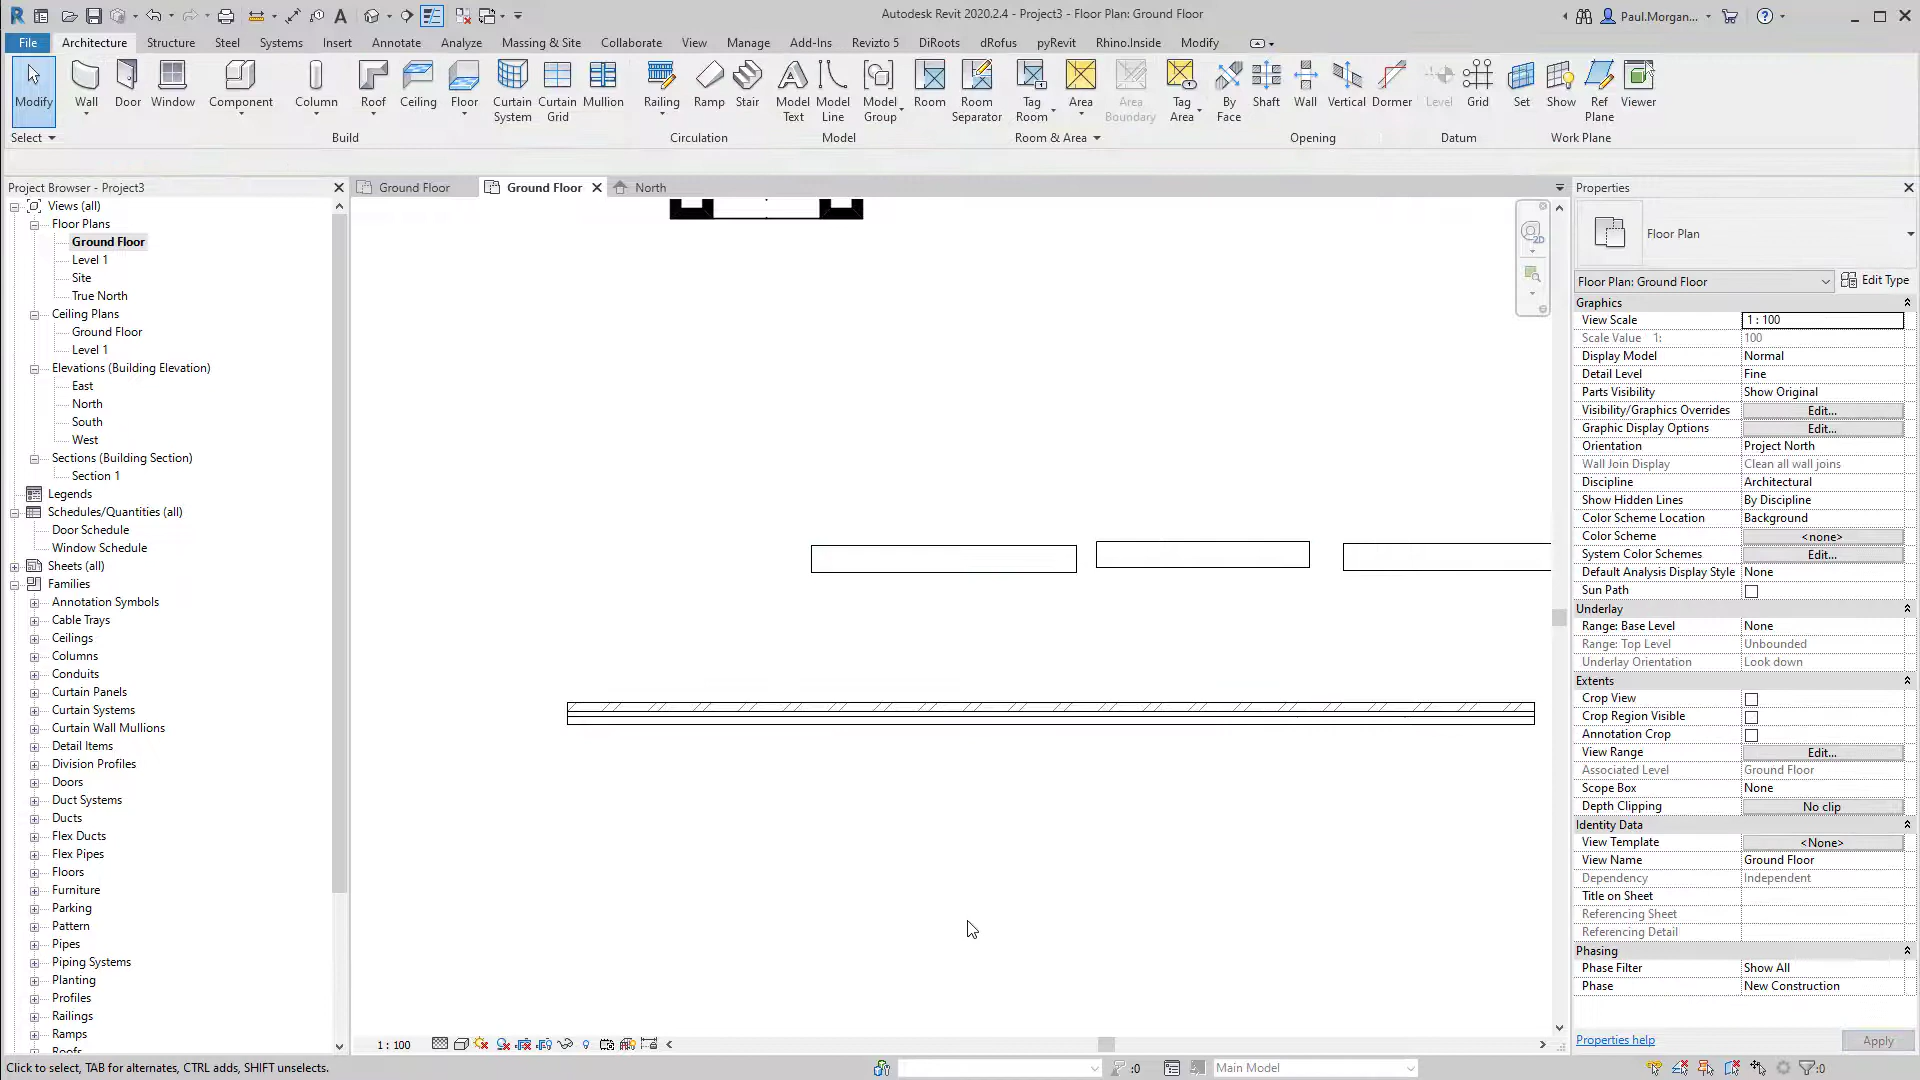 Autodesk Revit 2020.2.4 - Project3 - Floor Plan: Ground Floor
Paul.Morgan...
File Architecture Structure Steel Systems Insert Annotate Analyze Massing & Site Collaborate View Manage Add-Ins Revizto 5 DiRoots dRofus pyRevit Rhino.Inside Modify
Modify Wall Door Window Component Column Roof Ceiling Floor Curtain System Curtain Grid Mullion Railing Ramp Stair Model Text Model Line Model Group Room Room Separator Tag Room Area Area Boundary Tag Area By Face Shaft Wall Vertical Dormer Level Grid Set Show Ref Plane Viewer
Select Build Circulation Model Room & Area Opening Datum Work Plane
Project Browser - Project3
Views (all)
Floor Plans
Ground Floor
Level 1
Site
True North
Ceiling Plans
Ground Floor
Level 1
Elevations (Building Elevation)
East
North
South
West
Sections (Building Section)
Section 1
Legends
Schedules/Quantities (all)
Door Schedule
Window Schedule
Sheets (all)
Families
Annotation Symbols
Cable Trays
Ceilings
Columns
Conduits
Curtain Panels
Curtain Systems
Curtain Wall Mullions
Detail Items
Division Profiles
Doors
Duct Systems
Ducts
Flex Ducts
Flex Pipes
Floors
Furniture
Parking
Pattern
Pipes
Piping Systems
Planting
Profiles
Railings
Ramps
Roofs
Ground Floor Ground Floor North
2D
1 : 100
Properties
Floor Plan
Floor Plan: Ground Floor Edit Type
Graphics
View Scale 1 : 100
Scale Value 1: 100
Display Model Normal
Detail Level Fine
Parts Visibility Show Original
Visibility/Graphics Overrides Edit...
Graphic Display Options Edit...
Orientation Project North
Wall Join Display Clean all wall joins
Discipline Architectural
Show Hidden Lines By Discipline
Color Scheme Location Background
Color Scheme <none>
System Color Schemes Edit...
Default Analysis Display Style None
Sun Path
Underlay
Range: Base Level None
Range: Top Level Unbounded
Underlay Orientation Look down
Extents
Crop View
Crop Region Visible
Annotation Crop
View Range Edit...
Associated Level Ground Floor
Scope Box None
Depth Clipping No clip
Identity Data
View Template <None>
View Name Ground Floor
Dependency Independent
Title on Sheet
Referencing Sheet
Referencing Detail
Phasing
Phase Filter Show All
Phase New Construction
Properties help Apply
Click to select, TAB for alternates, CTRL adds, SHIFT unselects.
:0 Main Model :0